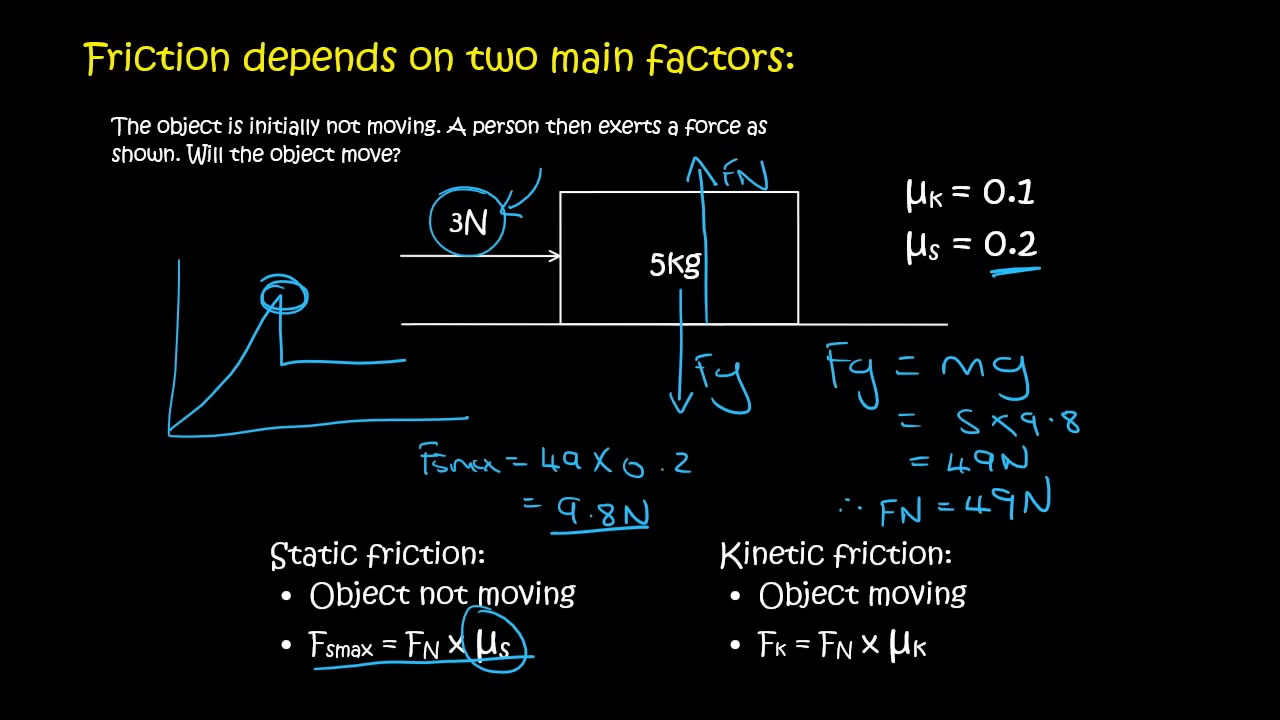 Friction depends on two main factors:
The object is initially not moving. A person then exerts a force as
shown. Will the object move?
FN
3N
5kg
μk = 0.1
μs = 0.2
Fg
Fg = mg
= 5 x 9.8
= 49N
∴ FN = 49N
Fsmax = 49 x 0.2
= 9.8N
Static friction:
• Object not moving
• Fsmax = FN x μs
Kinetic friction:
• Object moving
• Fk = FN x μk